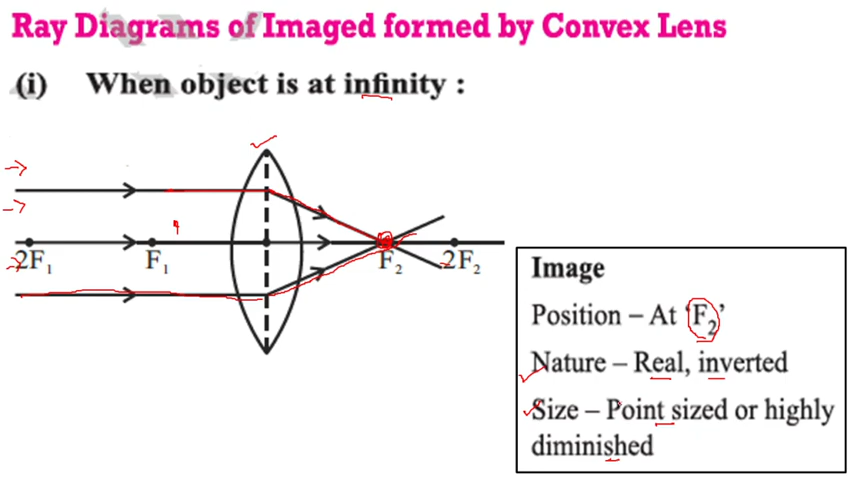 Ray Diagrams of Imaged formed by Convex Lens
(i) When object is at infinity :
2F₁ F₁ F₂ 2F₂
Image
Position – At ‘F₂’
Nature – Real, inverted
Size – Point sized or highly
diminished